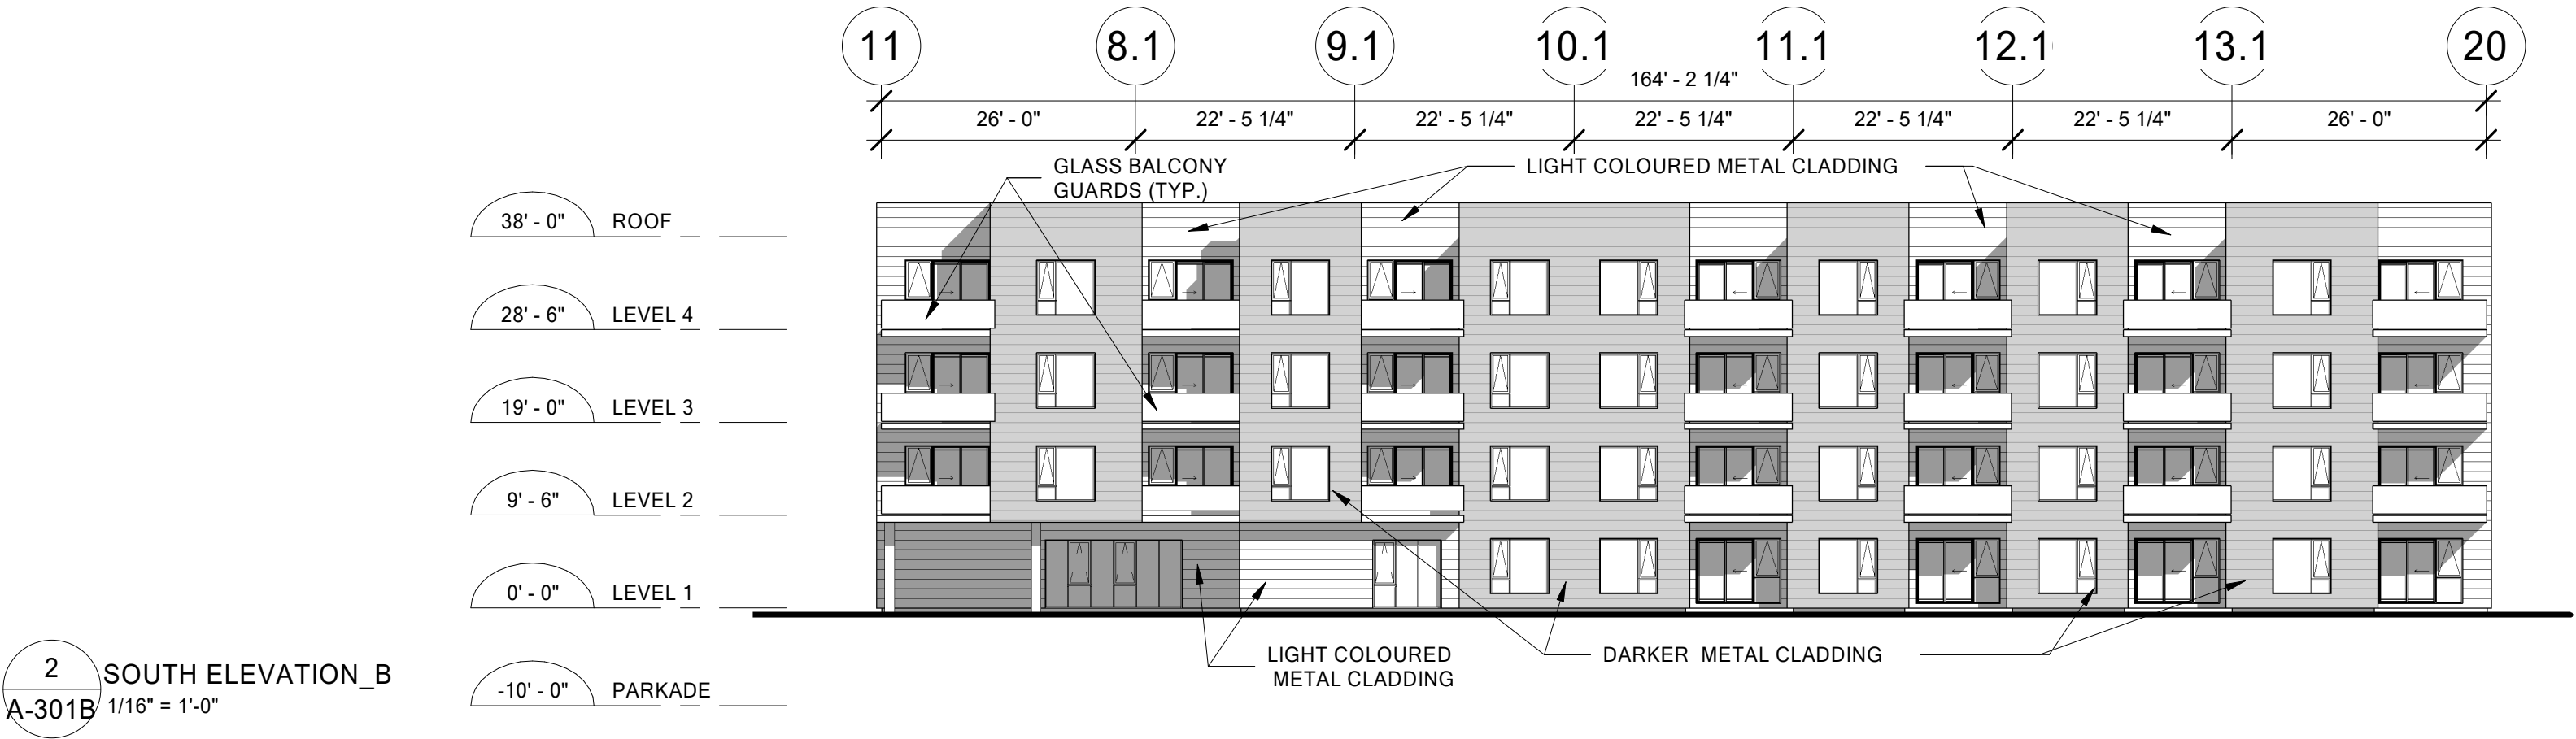 11 8.1 9.1 10.1 11.1 12.1 13.1 20
164' - 2 1/4"
26' - 0" 22' - 5 1/4" 22' - 5 1/4" 22' - 5 1/4" 22' - 5 1/4" 22' - 5 1/4" 26' - 0"
GLASS BALCONY
GUARDS (TYP.)
LIGHT COLOURED METAL CLADDING
38' - 0" ROOF
28' - 6" LEVEL 4
19' - 0" LEVEL 3
9' - 6" LEVEL 2
0' - 0" LEVEL 1
-10' - 0" PARKADE
LIGHT COLOURED
METAL CLADDING
DARKER METAL CLADDING
2
A-301B
SOUTH ELEVATION_B
1/16" = 1'-0"